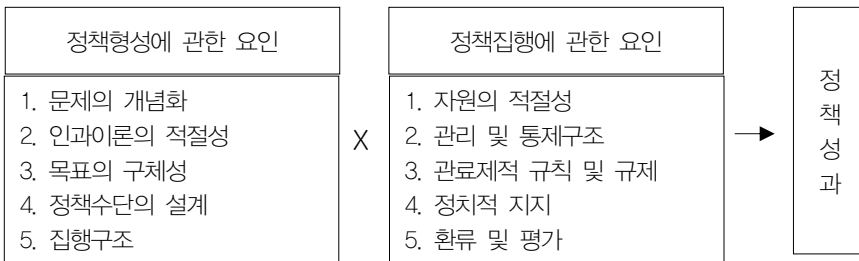 정책형성에 관한 요인
1. 문제의 개념화
2. 인과이론의 적절성
3. 목표의 구체성
4. 정책수단의 설계
5. 집행구조
X
정책집행에 관한 요인
1. 자원의 적절성
2. 관리 및 통제구조
3. 관료제적 규칙 및 규제
4. 정치적 지지
5. 환류 및 평가
정
책
성
과